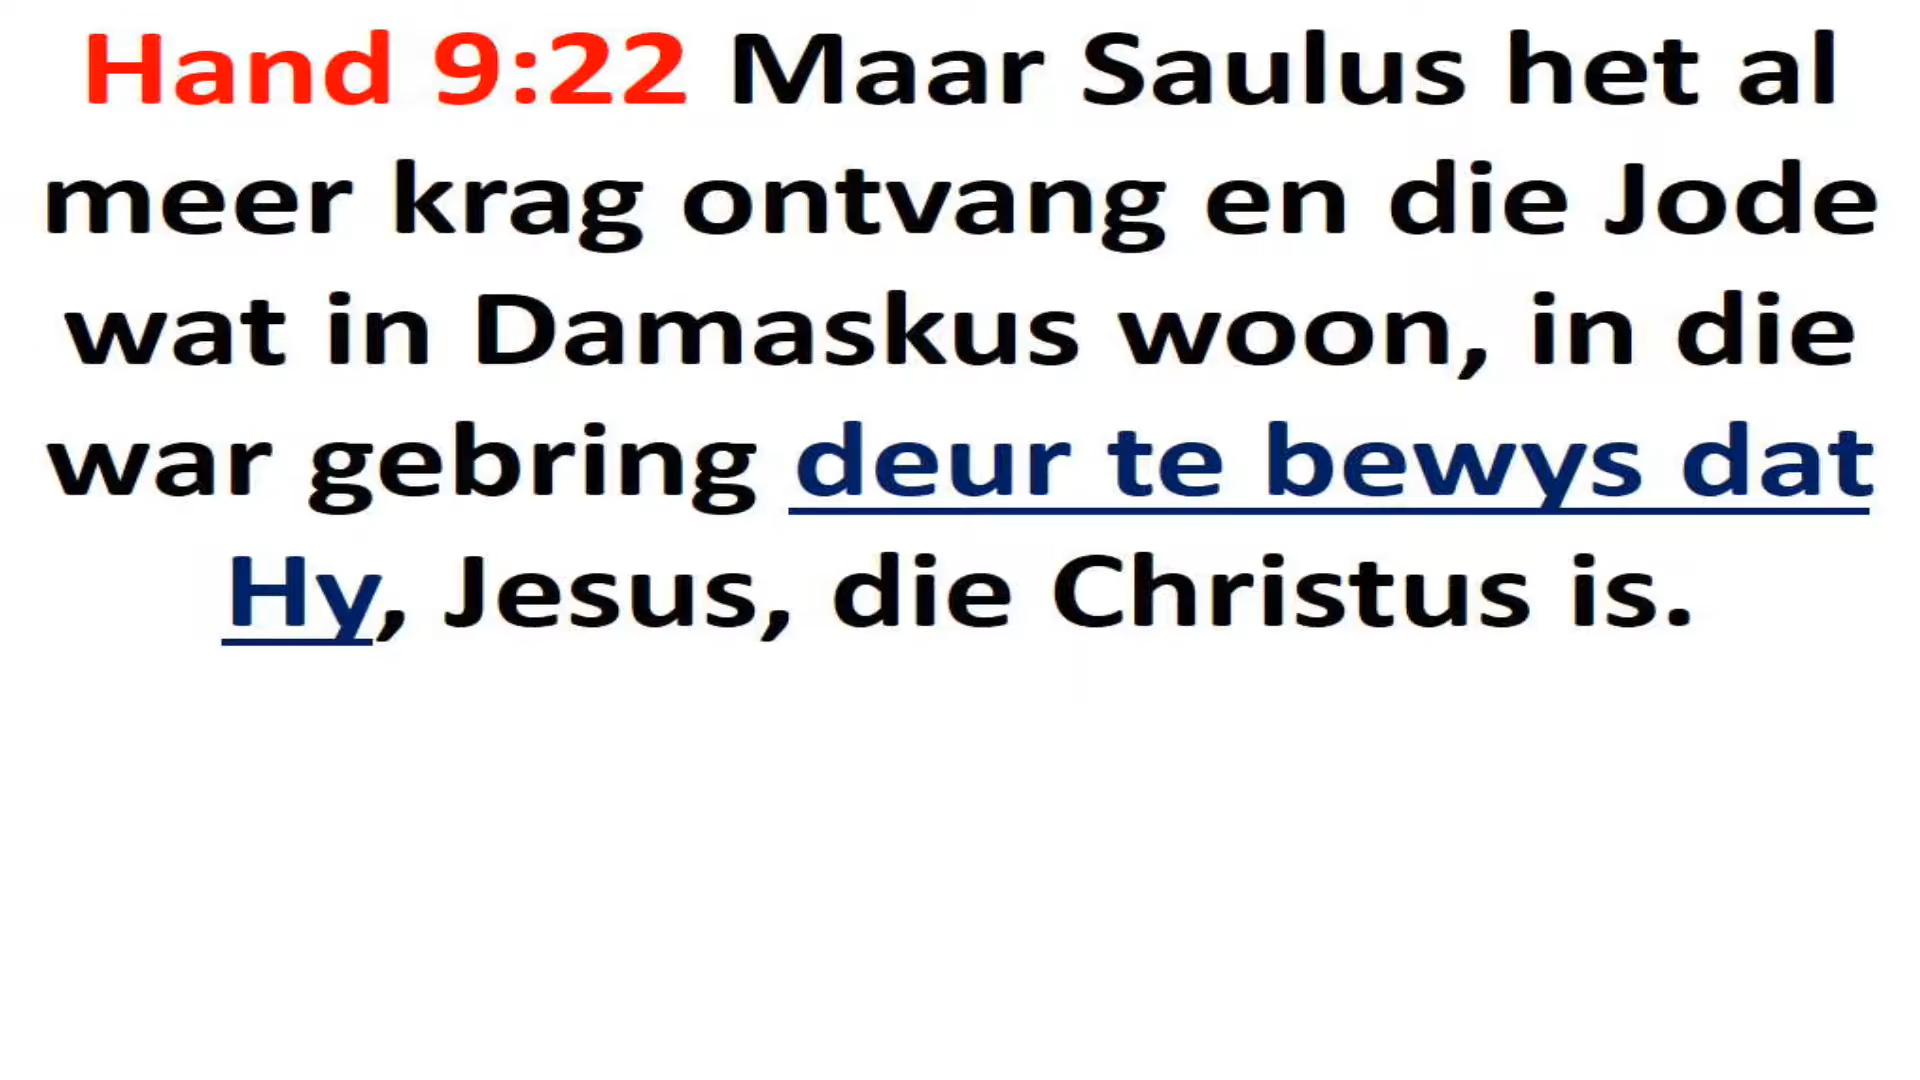 Hand 9:22 Maar Saulus het al
meer krag ontvang en die Jode
wat in Damaskus woon, in die
war gebring deur te bewys dat
Hy, Jesus, die Christus is.